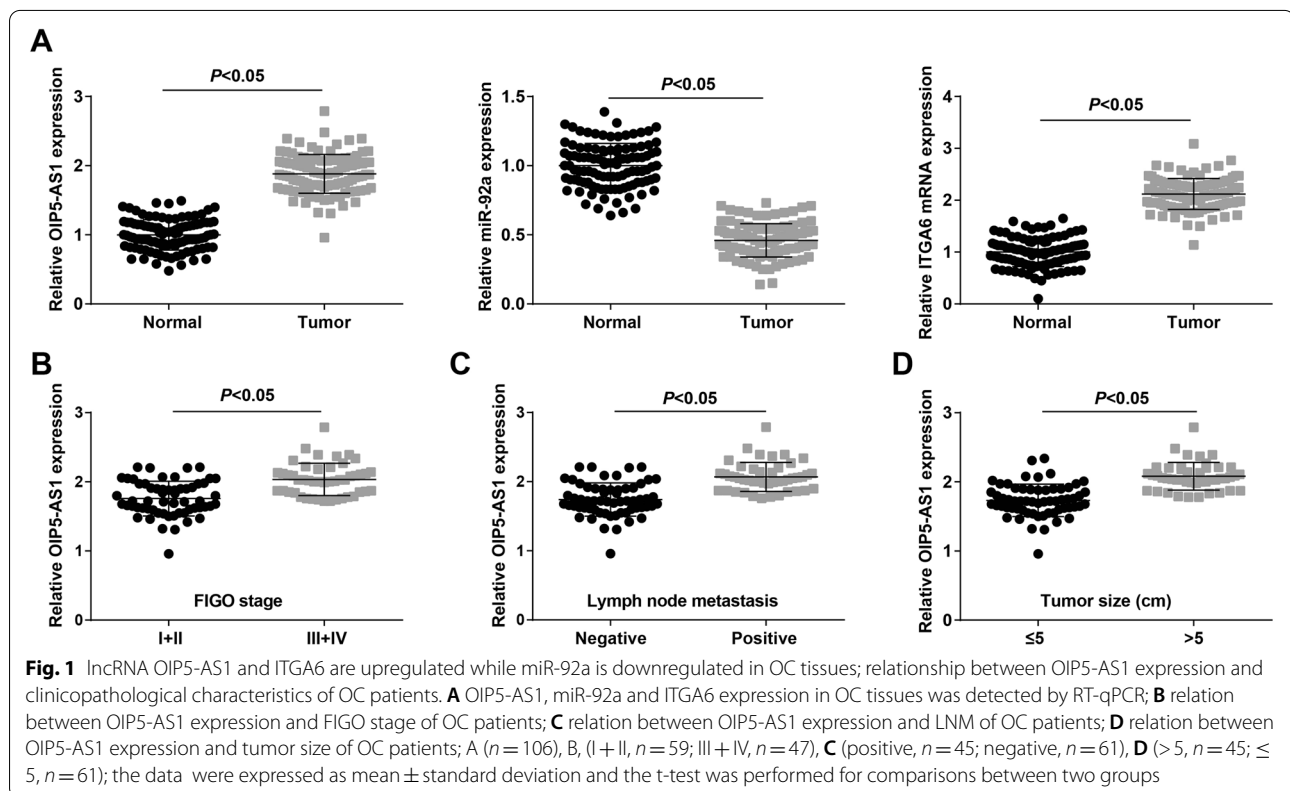 A
P<0.05
Relative OIP5-AS1 expression
3
2
1
0
Normal Tumor
P<0.05
Relative miR-92a expression
1.5
1.0
0.5
0.0
Normal Tumor
P<0.05
Relative ITGA6 mRNA expression
4
3
2
1
0
Normal Tumor
B
P<0.05
Relative OIP5-AS1 expression
3
2
1
0
FIGO stage
I+II III+IV
C
P<0.05
Relative OIP5-AS1 expression
3
2
1
0
Lymph node metastasis
Negative Positive
D
P<0.05
Relative OIP5-AS1 expression
3
2
1
0
Tumor size (cm)
≤5 >5
Fig. 1 lncRNA OIP5-AS1 and ITGA6 are upregulated while miR-92a is downregulated in OC tissues; relationship between OIP5-AS1 expression and
clinicopathological characteristics of OC patients. A OIP5-AS1, miR-92a and ITGA6 expression in OC tissues was detected by RT-qPCR; B relation
between OIP5-AS1 expression and FIGO stage of OC patients; C relation between OIP5-AS1 expression and LNM of OC patients; D relation between
OIP5-AS1 expression and tumor size of OC patients; A (n = 106), B, (I + II, n = 59; III + IV, n = 47), C (positive, n = 45; negative, n = 61), D (> 5, n = 45; ≤
5, n = 61); the data were expressed as mean ± standard deviation and the t-test was performed for comparisons between two groups